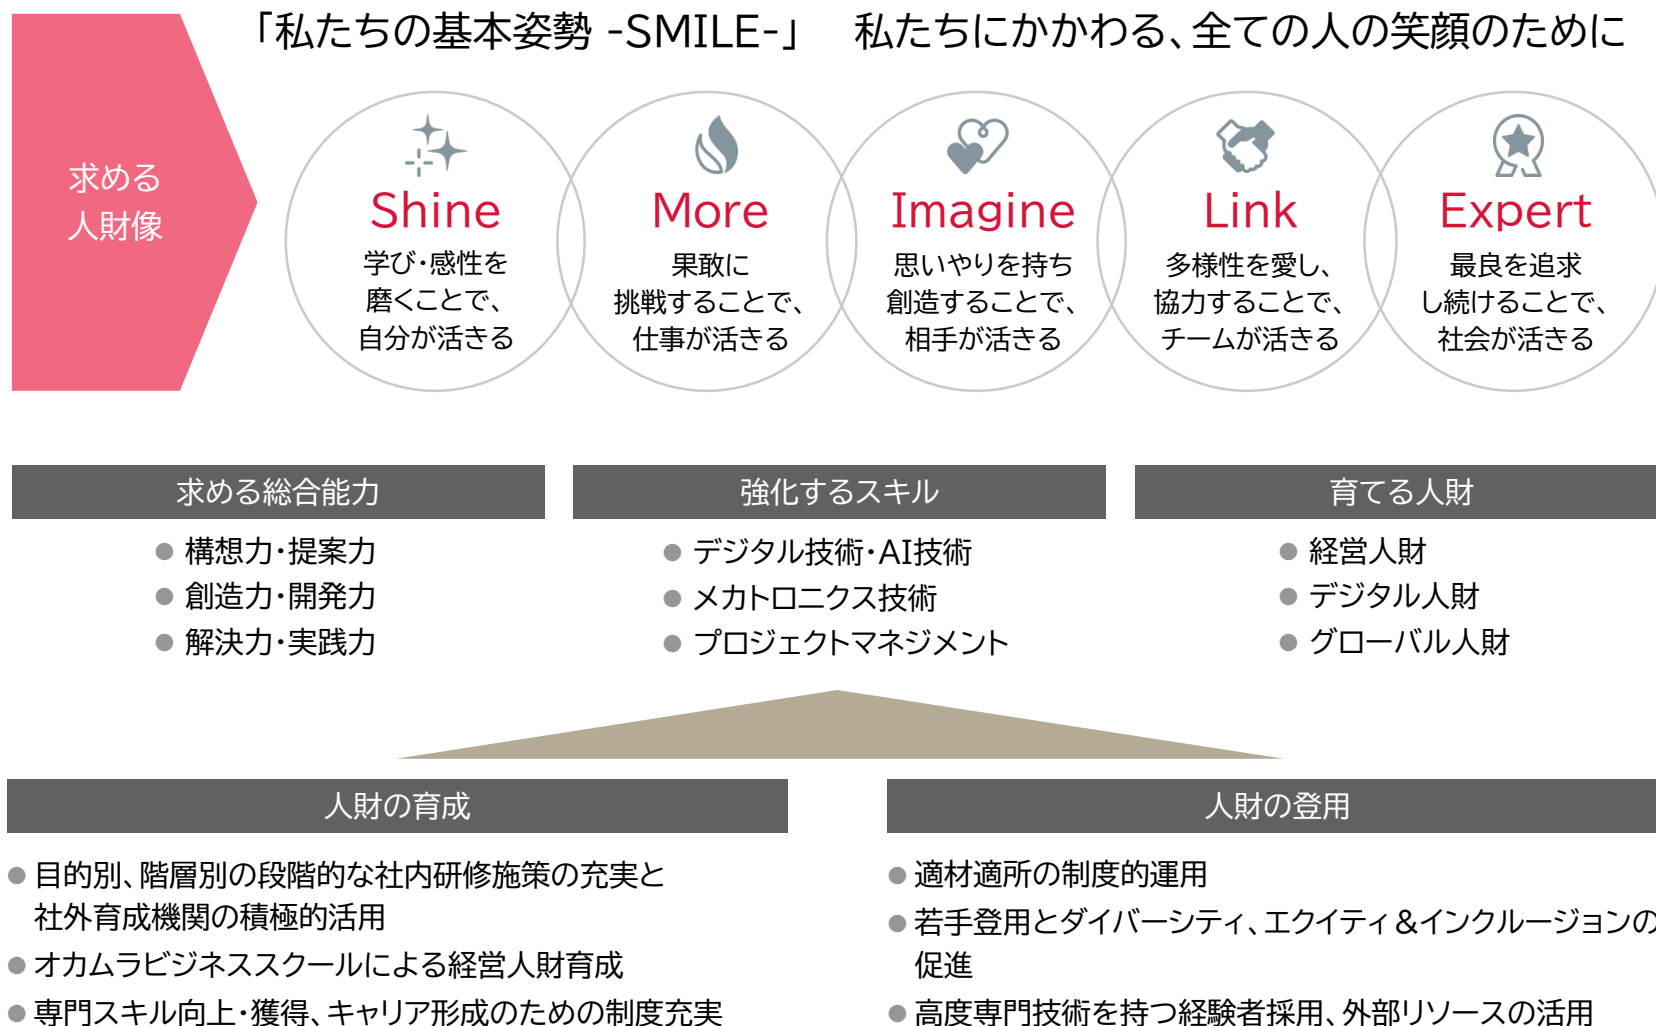 「私たちの基本姿勢 -SMILE-」　私たちにかかわる、全ての人の笑顔のために
求める
人財像
Shine
学び・感性を
磨くことで、
自分が活きる
More
果敢に
挑戦することで、
仕事が活きる
Imagine
思いやりを持ち
創造することで、
相手が活きる
Link
多様性を愛し、
協力することで、
チームが活きる
Expert
最良を追求
し続けることで、
社会が活きる
求める総合能力
● 構想力・提案力
● 創造力・開発力
● 解決力・実践力
強化するスキル
● デジタル技術・AI技術
● メカトロニクス技術
● プロジェクトマネジメント
育てる人財
● 経営人財
● デジタル人財
● グローバル人財
人財の育成
● 目的別、階層別の段階的な社内研修施策の充実と
社外育成機関の積極的活用
● オカムラビジネススクールによる経営人財育成
● 専門スキル向上・獲得、キャリア形成のための制度充実
人財の登用
● 適材適所の制度的運用
● 若手登用とダイバーシティ、エクイティ＆インクルージョンの
促進
● 高度専門技術を持つ経験者採用、外部リソースの活用